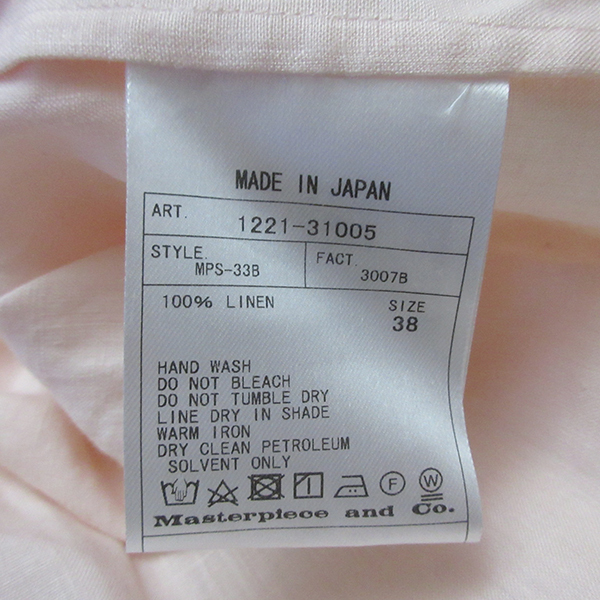 MADE IN JAPAN
ART. 1221-31005
STYLE. MPS-33B FACT. 3007B
100% LINEN SIZE
38
HAND WASH
DO NOT BLEACH
DO NOT TUMBLE DRY
LINE DRY IN SHADE
WARM IRON
DRY CLEAN PETROLEUM
SOLVENT ONLY
F W
Masterpiece and Co.